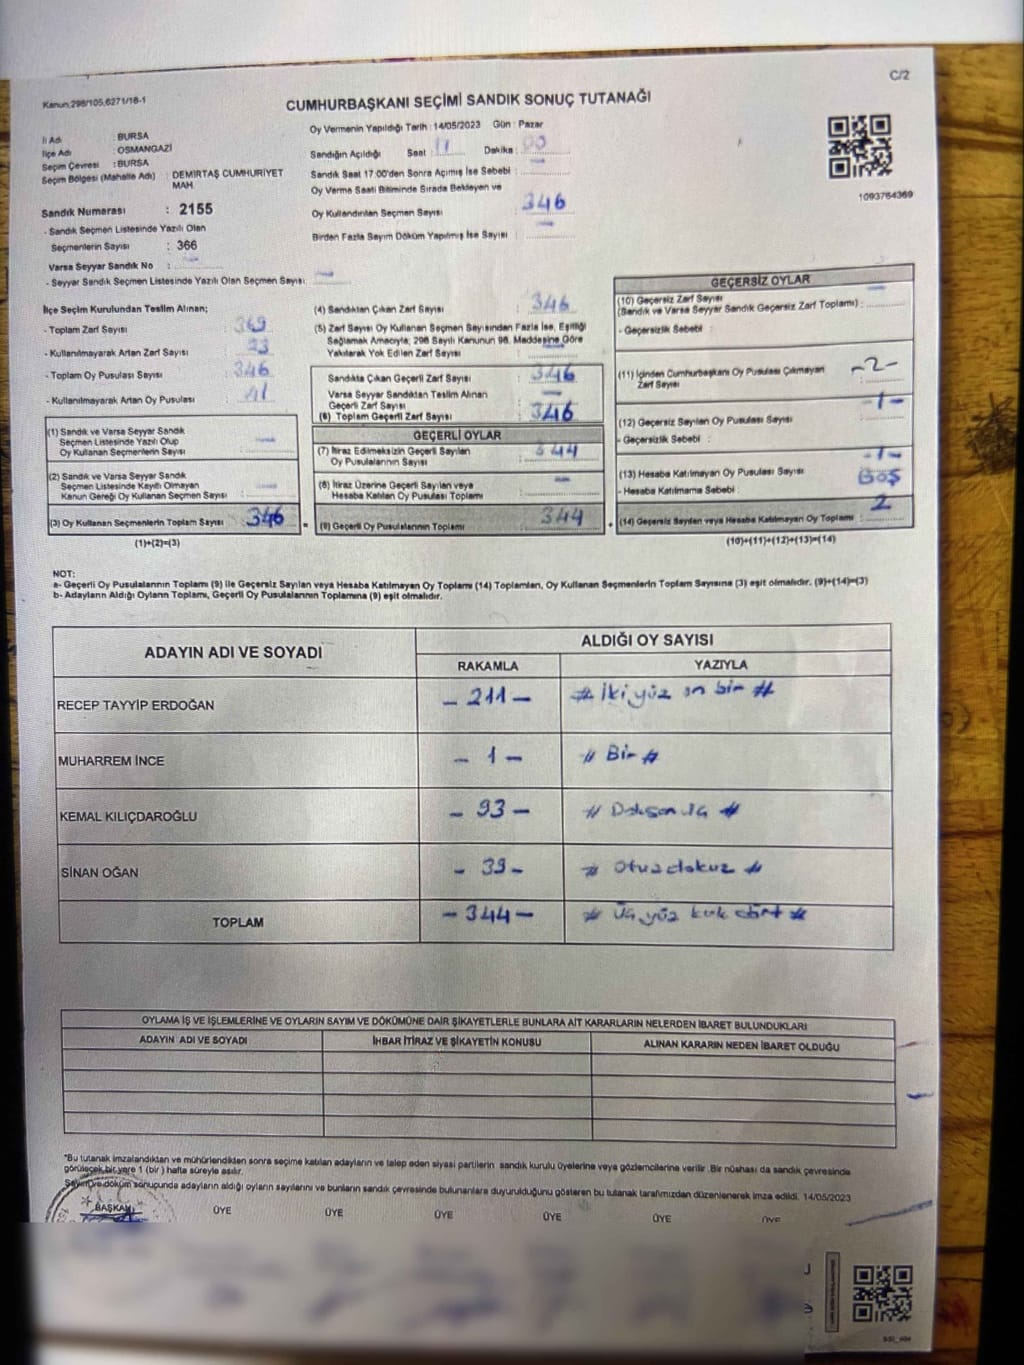 C/2
Kanun:298/105,6271/18-1
CUMHURBAŞKANI SEÇİMİ SANDIK SONUÇ TUTANAĞI
İl Adı : BURSA
İlçe Adı : OSMANGAZİ
Seçim Çevresi : BURSA
Seçim Bölgesi (Mahalle Adı) : DEMİRTAŞ CUMHURİYET MAH.
Sandık Numarası : 2155
- Sandık Seçmen Listesinde Yazılı Olan
Seçmenlerin Sayısı : 366
Varsa Seyyar Sandık No :
- Seyyar Sandık Seçmen Listesinde Yazılı Olan Seçmen Sayısı:
Oy Vermenin Yapıldığı Tarih : 14/05/2023 Gün : Pazar
Sandığın Açıldığı Saat : Dakika :
Sandık Saat 17:00'den Sonra Açılmış İse Sebebi :
Oy Verme Saati Bitiminde Sırada Bekleyen ve
Oy Kullandırılan Seçmen Sayısı : 346
Birden Fazla Sayım Döküm Yapılmış İse Sayısı :
1093764369
İlçe Seçim Kurulundan Teslim Alınan;
- Toplam Zarf Sayısı : 369
- Kullanılmayarak Artan Zarf Sayısı : 23
- Toplam Oy Pusulası Sayısı : 346
- Kullanılmayarak Artan Oy Pusulası :
(1) Sandık ve Varsa Seyyar Sandık
Seçmen Listesinde Yazılı Olup
Oy Kullanan Seçmenlerin Sayısı :
(2) Sandık ve Varsa Seyyar Sandık
Seçmen Listesinde Kayıtlı Olmayan
Kanun Gereği Oy Kullanan Seçmen Sayısı :
(3) Oy Kullanan Seçmenlerin Toplam Sayısı : 346
(1)+(2)=(3)
(4) Sandıktan Çıkan Zarf Sayısı : 346
(5) Zarf Sayısı Oy Kullanan Seçmen Sayısından Fazla İse, Eşitliği
Sağlamak Amacıyla; 298 Sayılı Kanunun 98. Maddesine Göre
Yakılarak Yok Edilen Zarf Sayısı :
Sandıkta Çıkan Geçerli Zarf Sayısı : 346
Varsa Seyyar Sandıktan Teslim Alınan
Geçerli Zarf Sayısı :
(6) Toplam Geçerli Zarf Sayısı : 346
GEÇERLİ OYLAR
(7) İtiraz Edilmeksizin Geçerli Sayılan
Oy Pusulalarının Sayısı : 344
(8) İtiraz Üzerine Geçerli Sayılan veya
Hesaba Katılan Oy Pusulası Toplamı :
(9) Geçerli Oy Pusulalarının Toplamı : 344
GEÇERSİZ OYLAR
(10) Geçersiz Zarf Sayısı
(Sandık ve Varsa Seyyar Sandık Geçersiz Zarf Toplamı) :
- Geçersizlik Sebebi :
(11) İçinden Cumhurbaşkanı Oy Pusulası Çıkmayan
Zarf Sayısı : -2-
(12) Geçersiz Sayılan Oy Pusulası Sayısı : -1-
- Geçersizlik Sebebi :
(13) Hesaba Katılmayan Oy Pusulası Sayısı : -1-
- Hesaba Katılmama Sebebi : BOŞ
(14) Geçersiz Sayılan veya Hesaba Katılmayan Oy Toplamı : 2
(10)+(11)+(12)+(13)=(14)
NOT:
a- Geçerli Oy Pusulalarının Toplamı (9) ile Geçersiz Sayılan veya Hesaba Katılmayan Oy Toplamı (14) Toplamları, Oy Kullanan Seçmenlerin Toplam Sayısına (3) eşit olmalıdır. (9)+(14)=(3)
b- Adayların Aldığı Oyların Toplamı, Geçerli Oy Pusulalarının Toplamına (9) eşit olmalıdır.
ADAYIN ADI VE SOYADI ALDIĞI OY SAYISI
RAKAMLA YAZIYLA
RECEP TAYYİP ERDOĞAN - 211 - # İki yüz on bir #
MUHARREM İNCE - 1 - # Bir #
KEMAL KILIÇDAROĞLU - 93 - # Doksan üç #
SİNAN OĞAN - 39 - # Otuz dokuz #
TOPLAM - 344 - # Üç yüz kırk dört #
OYLAMA İŞ VE İŞLEMLERİNE VE OYLARIN SAYIM VE DÖKÜMÜNE DAİR ŞİKAYETLERLE BUNLARA AİT KARARLARIN NELERDEN İBARET BULUNDUKLARI
ADAYIN ADI VE SOYADI İHBAR İTİRAZ VE ŞİKAYETİN KONUSU ALINAN KARARIN NEDEN İBARET OLDUĞU
*Bu tutanak imzalandıktan ve mühürlendikten sonra seçime katılan adayların ve talep eden siyasi partilerin sandık kurulu üyelerine veya gözlemcilerine verilir .Bir nüshası da sandık çevresinde
görülecek bir yere 1 (bir ) hafta süreyle asılır.
Sayım ve döküm sonucunda adayların aldığı oyların sayılarını ve bunların sandık çevresinde bulunanlara duyurulduğunu gösteren bu tutanak tarafımızdan düzenlenerek imza edildi. 14/05/2023
BAŞKAN ÜYE ÜYE ÜYE ÜYE ÜYE ÜYE